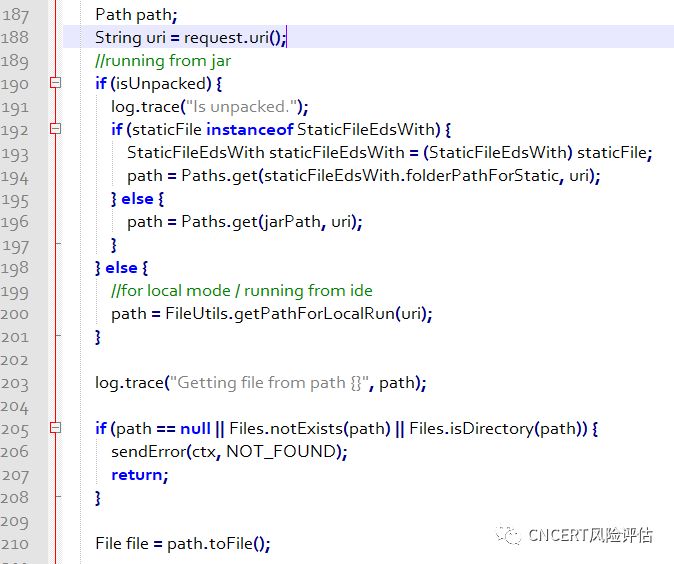 187 Path path;
188 String uri = request.uri();
189 //running from jar
190 if (isUnpacked) {
191 log.trace("Is unpacked.");
192 if (staticFile instanceof StaticFileEdsWith) {
193 StaticFileEdsWith staticFileEdsWith = (StaticFileEdsWith) staticFile;
194 path = Paths.get(staticFileEdsWith.folderPathForStatic, uri);
195 } else {
196 path = Paths.get(jarPath, uri);
197 }
198 } else {
199 //for local mode / running from ide
200 path = FileUtils.getPathForLocalRun(uri);
201 }
202
203 log.trace("Getting file from path {}", path);
204
205 if (path == null || Files.notExists(path) || Files.isDirectory(path)) {
206 sendError(ctx, NOT_FOUND);
207 return;
208 }
209
210 File file = path.toFile();
CNCERT风险评估